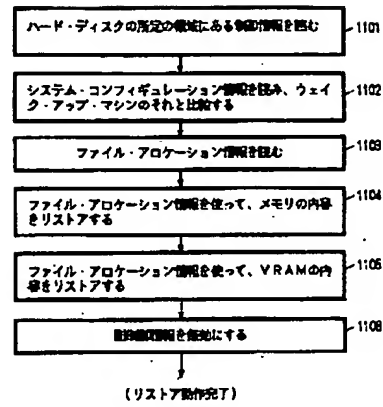 ハード・ディスクの所定の領域にある制御情報を読む
1101
システム・コンフィギュレーション情報を読み、ウェイ
ク・アップ・マシンのそれと比較する
1102
ファイル・アロケーション情報を読む
1103
ファイル・アロケーション情報を使って、メモリの内容
をリストアする
1104
ファイル・アロケーション情報を使って、VRAMの内
容をリストアする
1105
情報を無効にする
1106
(リストア動作完了)